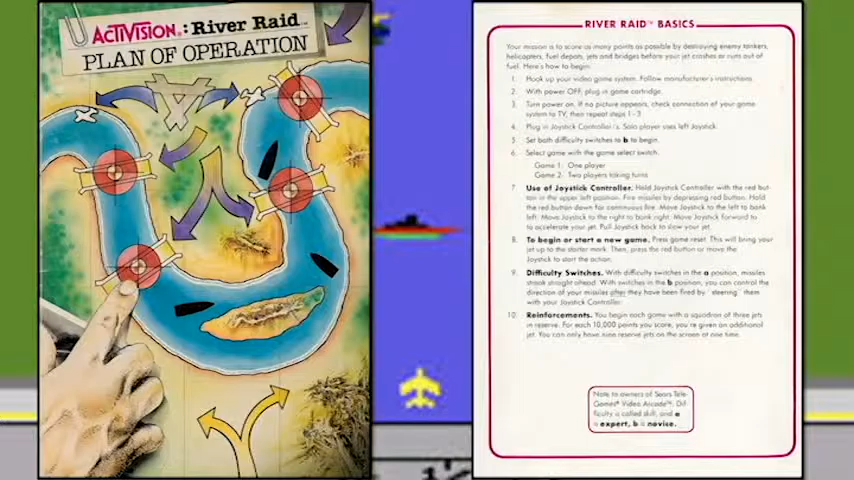 ACTIVISION®: River Raid™
PLAN OF OPERATION
RIVER RAID™ BASICS
Your mission is to score as many points as possible by destroying enemy tankers,
helicopters, fuel depots, jets and bridges before your jet crashes or runs out of
fuel. Here's how to begin.
1. Hook up your video game system. Follow manufacturer's instructions.
2. With power OFF, plug in game cartridge.
3. Turn power on. If no picture appears, check connection of your game
system to TV, then repeat steps 1-3
4. Plug in Joystick Controller/s. Solo player uses left Joystick.
5. Set both difficulty switches to b to begin.
6. Select game with the game select switch.
Game 1: One player
Game 2: Two players taking turns
7. Use of Joystick Controller. Hold Joystick Controller with the red but-
ton in the upper left position. Fire missiles by depressing red button. Hold
the red button down for continuous fire. Move Joystick to the left to bank
left. Move Joystick to the right to bank right. Move Joystick forward to
to accelerate your jet. Pull Joystick back to slow your jet.
8. To begin or start a new game. Press game reset. This will bring your
jet up to the starter mark. Then, press the red button or move the
Joystick to start the action.
9. Difficulty Switches. With difficulty switches in the a position, missiles
streak straight ahead. With switches in the b position, you can control the
direction of your missiles after they have been fired by "steering" them
with your Joystick Controller.
10. Reinforcements. You begin each game with a squadron of three jets
in reserve. For each 10,000 points you score, you're given an additional
jet. You can only have nine reserve jets on the screen at one time.
Note to owners of Sears Tele-
Games® Video Arcade™: Dif-
ficulty is called skill, and a
is expert, b is novice.